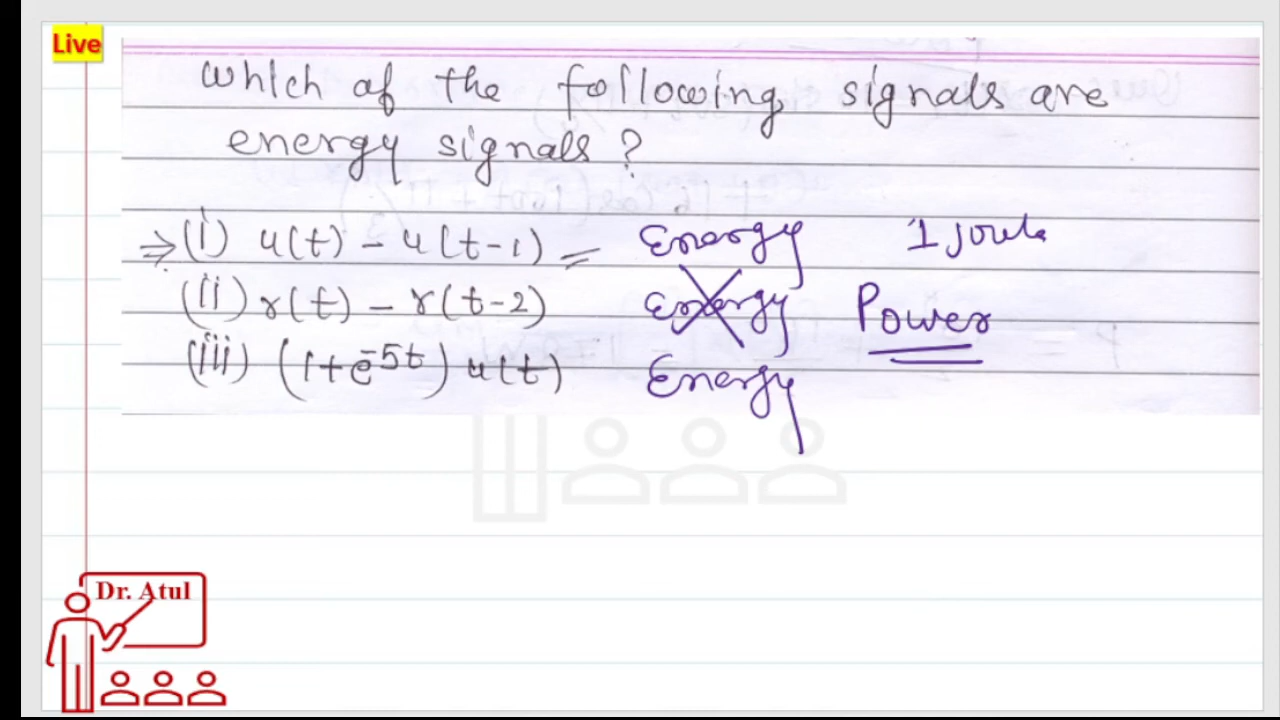 Live
which of the following signals are
energy signals ?
⇒(i) u(t) - u(t-1) = Energy 1 joule
(ii) r(t) - r(t-2) Energy Power
(iii) (1+e^-5t) u(t) Energy
Dr. Atul